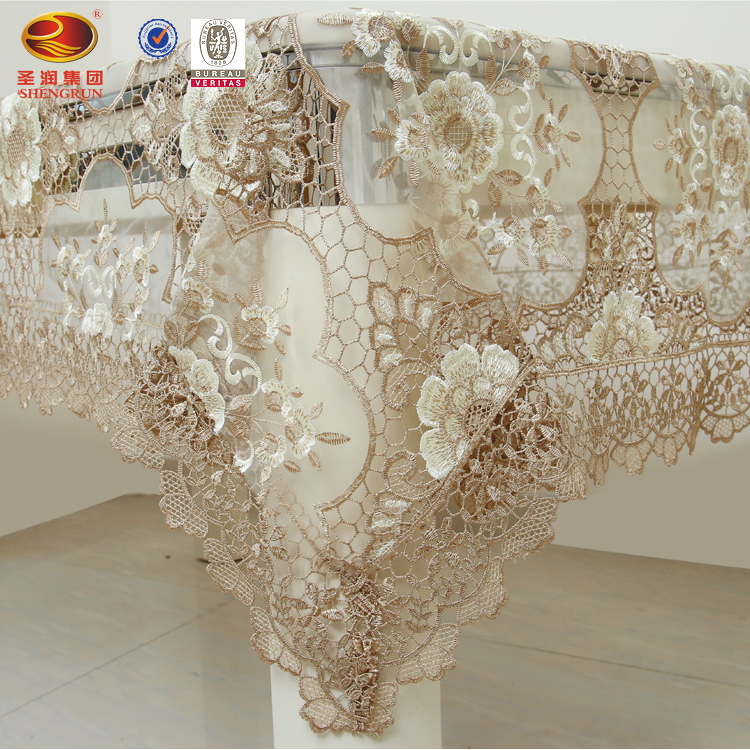 ®
圣润集团
SHENGRUN
BUREAU VERITAS
1828
BUREAU
VERITAS